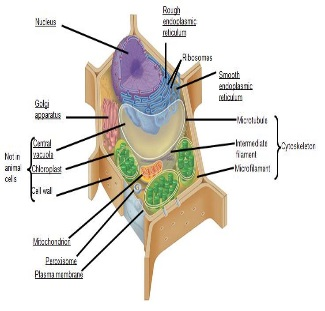 Nucleus
Rough
endoplasmic
reticulum
Ribosomes
Smooth
endoplasmic
reticulum
Golgi
apparatus
Microtubule
Central
vacuole
Intermediate
filament
Cytoskeleton
Not in
animal
cells
Chloroplast
Microfilament
Cell wall
Mitochondrion
Peroxisome
Plasma membrane